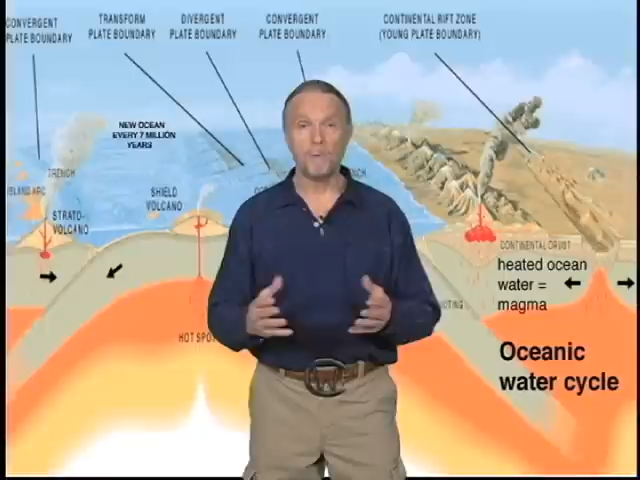 CONVERGENT
PLATE BOUNDARY
TRANSFORM
PLATE BOUNDARY
DIVERGENT
PLATE BOUNDARY
CONVERGENT
PLATE BOUNDARY
CONTINENTAL RIFT ZONE
(YOUNG PLATE BOUNDARY)
NEW OCEAN
EVERY 7 MILLION
YEARS
TRENCH
ISLAND ARC
STRATO-
VOLCANO
SHIELD
VOLCANO
HOT SPO
CONTINENTAL CRUST
heated ocean
water =
magma
Oceanic
water cycle